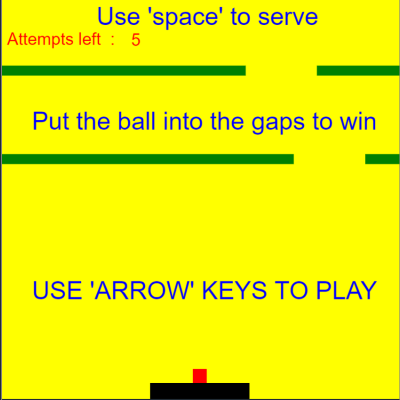 Use 'space' to serve
Attempts left : 5
Put the ball into the gaps to win
USE 'ARROW' KEYS TO PLAY